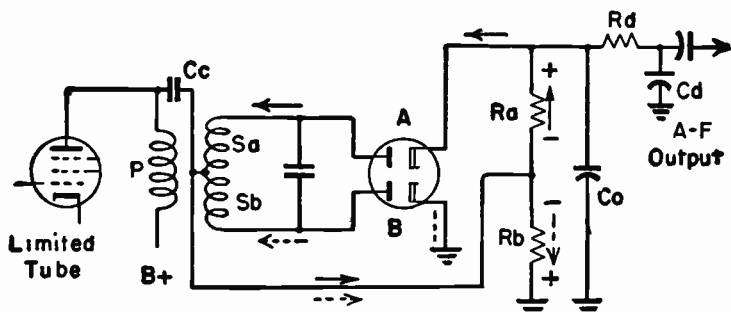 Cc
P
Limited
Tube
B+
Sa
Sb
A
B
Ra
Rb
+
-
-
+
Co
Rd
Cd
A-F
Output